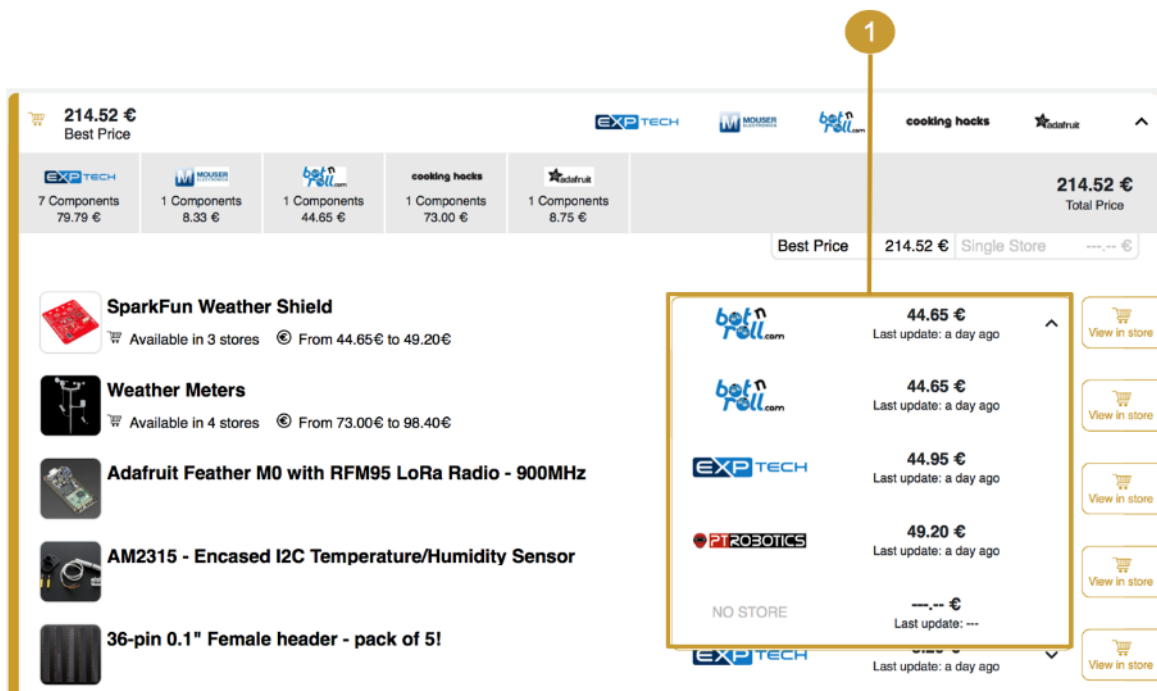 1
214.52 €
Best Price
EXP TECH
M MOUSER ELECTRONICS
bot n roll.com
cooking hacks
adafruit
EXP TECH
7 Components
79.79 €
M MOUSER ELECTRONICS
1 Components
8.33 €
bot n roll.com
1 Components
44.65 €
cooking hacks
1 Components
73.00 €
adafruit
1 Components
8.75 €
214.52 €
Total Price
Best Price 214.52 € Single Store ---.-- €
SparkFun Weather Shield
Available in 3 stores € From 44.65€ to 49.20€
bot n roll.com
44.65 €
Last update: a day ago
View in store
Weather Meters
Available in 4 stores € From 73.00€ to 98.40€
bot n roll.com
44.65 €
Last update: a day ago
View in store
Adafruit Feather M0 with RFM95 LoRa Radio - 900MHz
EXP TECH
44.95 €
Last update: a day ago
View in store
AM2315 - Encased I2C Temperature/Humidity Sensor
PTROBOTICS
49.20 €
Last update: a day ago
View in store
36-pin 0.1" Female header - pack of 5!
NO STORE
---.-- €
Last update: ---
EXP TECH
Last update: a day ago
View in store